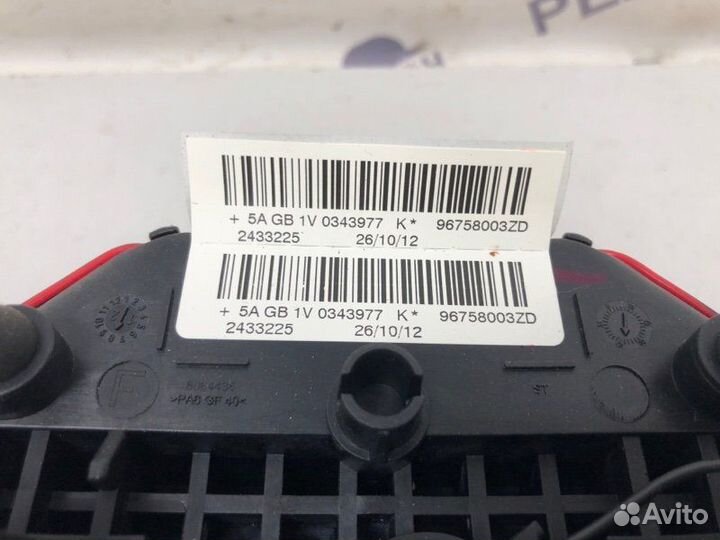 + 5A GB 1V 0343977 K* 96758003ZD
2433225 26/10/12
+ 5A GB 1V 0343977 K* 96758003ZD
2433225 26/10/12
F
>PA6 GF 40<
Avito